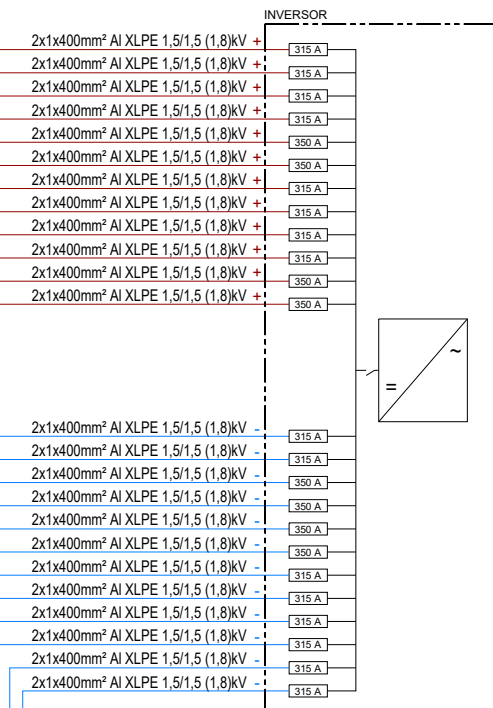 INVERSOR
2x1x400mm² Al XLPE 1,5/1,5 (1,8)kV + 315 A
2x1x400mm² Al XLPE 1,5/1,5 (1,8)kV + 315 A
2x1x400mm² Al XLPE 1,5/1,5 (1,8)kV + 315 A
2x1x400mm² Al XLPE 1,5/1,5 (1,8)kV + 315 A
2x1x400mm² Al XLPE 1,5/1,5 (1,8)kV + 350 A
2x1x400mm² Al XLPE 1,5/1,5 (1,8)kV + 350 A
2x1x400mm² Al XLPE 1,5/1,5 (1,8)kV + 315 A
2x1x400mm² Al XLPE 1,5/1,5 (1,8)kV + 315 A
2x1x400mm² Al XLPE 1,5/1,5 (1,8)kV + 315 A
2x1x400mm² Al XLPE 1,5/1,5 (1,8)kV + 315 A
2x1x400mm² Al XLPE 1,5/1,5 (1,8)kV + 350 A
2x1x400mm² Al XLPE 1,5/1,5 (1,8)kV + 350 A
= ~
2x1x400mm² Al XLPE 1,5/1,5 (1,8)kV - 315 A
2x1x400mm² Al XLPE 1,5/1,5 (1,8)kV - 315 A
2x1x400mm² Al XLPE 1,5/1,5 (1,8)kV - 350 A
2x1x400mm² Al XLPE 1,5/1,5 (1,8)kV - 350 A
2x1x400mm² Al XLPE 1,5/1,5 (1,8)kV - 350 A
2x1x400mm² Al XLPE 1,5/1,5 (1,8)kV - 350 A
2x1x400mm² Al XLPE 1,5/1,5 (1,8)kV - 315 A
2x1x400mm² Al XLPE 1,5/1,5 (1,8)kV - 315 A
2x1x400mm² Al XLPE 1,5/1,5 (1,8)kV - 315 A
2x1x400mm² Al XLPE 1,5/1,5 (1,8)kV - 315 A
2x1x400mm² Al XLPE 1,5/1,5 (1,8)kV - 315 A
2x1x400mm² Al XLPE 1,5/1,5 (1,8)kV - 315 A